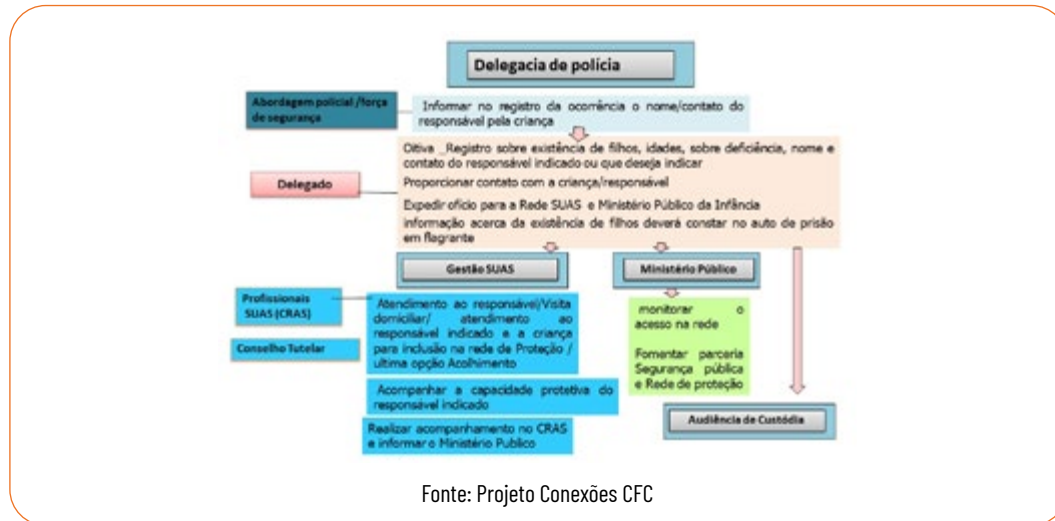 Delegacia de polícia
Abordagem policial /força
de segurança
Informar no registro da ocorrência o nome/contato do
responsável pela criança
Oitiva _Registro sobre existência de filhos, idades, sobre deficiência, nome e
contato do responsável indicado ou que deseja indicar
Delegado
Proporcionar contato com a criança/responsável
Expedir ofício para a Rede SUAS e Ministério Público da Infância
informação acerca da existência de filhos deverá constar no auto de prisão
em flagrante
Gestão SUAS
Ministério Público
Profissionais
SUAS (CRAS)
Conselho Tutelar
Atendimento ao responsável/Visita
domiciliar/ atendimento ao
responsável indicado e a criança
para inclusão na rede de Proteção /
ultima opção Acolhimento
monitorar o
acesso na rede
Fomentar parceria
Segurança pública
e Rede de proteção
Acompanhar a capacidade protetiva do
responsável indicado
Audiência de Custódia
Realizar acompanhamento no CRAS
e informar o Ministério Publico
Fonte: Projeto Conexões CFC